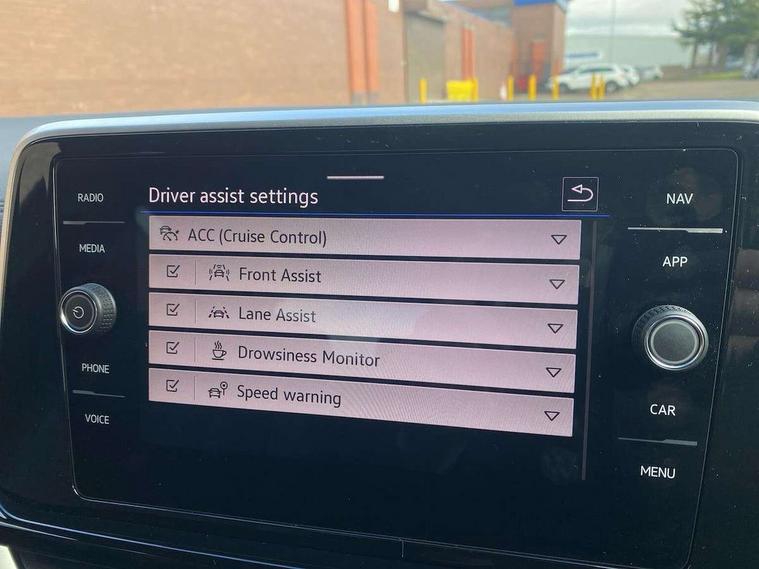 RADIO
MEDIA
PHONE
VOICE
Driver assist settings
ACC (Cruise Control)
Front Assist
Lane Assist
Drowsiness Monitor
Speed warning
NAV
APP
CAR
MENU